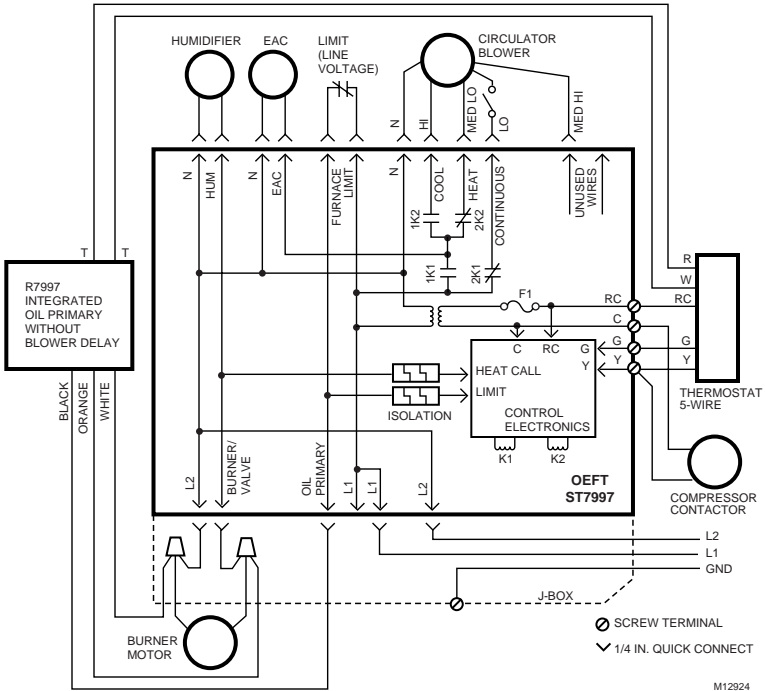 HUMIDIFIER
EAC
LIMIT
(LINE
VOLTAGE)
CIRCULATOR
BLOWER
N
HI
MED LO
LO
MED HI
N
HUM
N
EAC
FURNACE
LIMIT
N
COOL
HEAT
CONTINUOUS
UNUSED
WIRES
1K2
2K2
1K1
2K1
T
T
R7997
INTEGRATED
OIL PRIMARY
WITHOUT
BLOWER DELAY
F1
R
W
RC
RC
C
G
G
Y
Y
THERMOSTAT
5-WIRE
C
RC
G
Y
HEAT CALL
LIMIT
ISOLATION
CONTROL
ELECTRONICS
K1
K2
BLACK
ORANGE
WHITE
L2
BURNER/
VALVE
OIL
PRIMARY
L1
L1
L2
OEFT
ST7997
COMPRESSOR
CONTACTOR
L2
L1
GND
J-BOX
BURNER
MOTOR
SCREW TERMINAL
1/4 IN. QUICK CONNECT
M12924